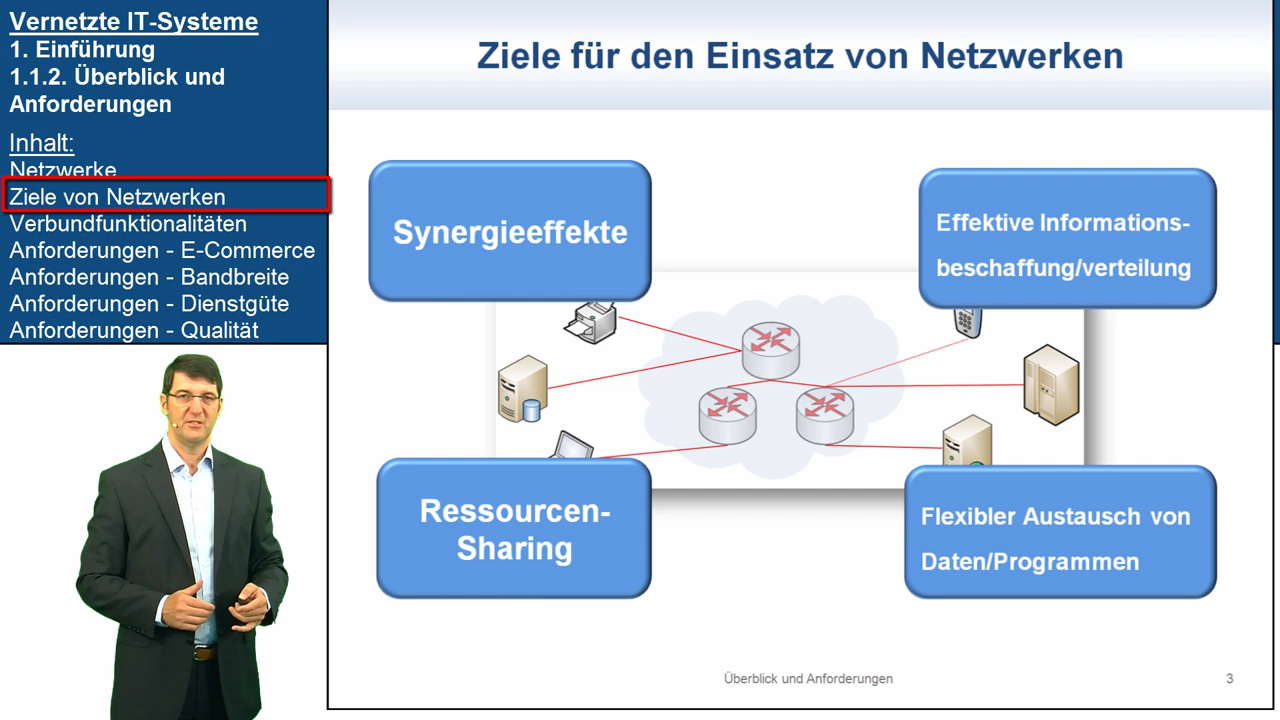 Vernetzte IT-Systeme
1. Einführung
1.1.2. Überblick und
Anforderungen
Inhalt:
Netzwerke
Ziele von Netzwerken
Verbundfunktionalitäten
Anforderungen - E-Commerce
Anforderungen - Bandbreite
Anforderungen - Dienstgüte
Anforderungen - Qualität
Ziele für den Einsatz von Netzwerken
Synergieeffekte
Effektive Informations-
beschaffung/verteilung
Ressourcen-
Sharing
Flexibler Austausch von
Daten/Programmen
Überblick und Anforderungen
3